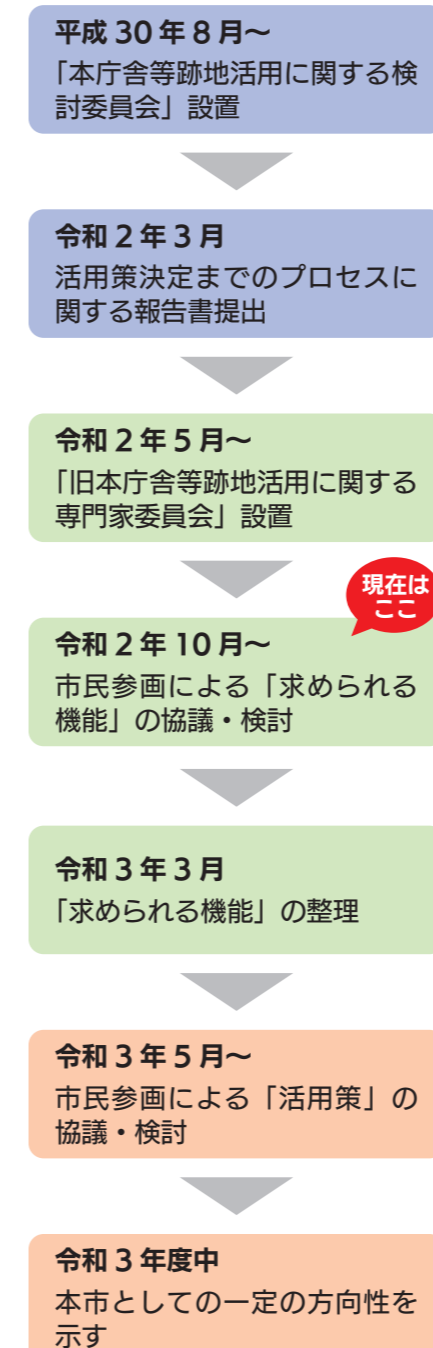 平成 30 年 8 月～
「本庁舎等跡地活用に関する検
討委員会」設置
令和 2 年 3 月
活用策決定までのプロセスに
関する報告書提出
令和 2 年 5 月～
「旧本庁舎等跡地活用に関する
専門家委員会」設置
現在は
ここ
令和 2 年 10 月～
市民参画による「求められる
機能」の協議・検討
令和 3 年 3 月
「求められる機能」の整理
令和 3 年 5 月～
市民参画による「活用策」の
協議・検討
令和 3 年度中
本市としての一定の方向性を
示す